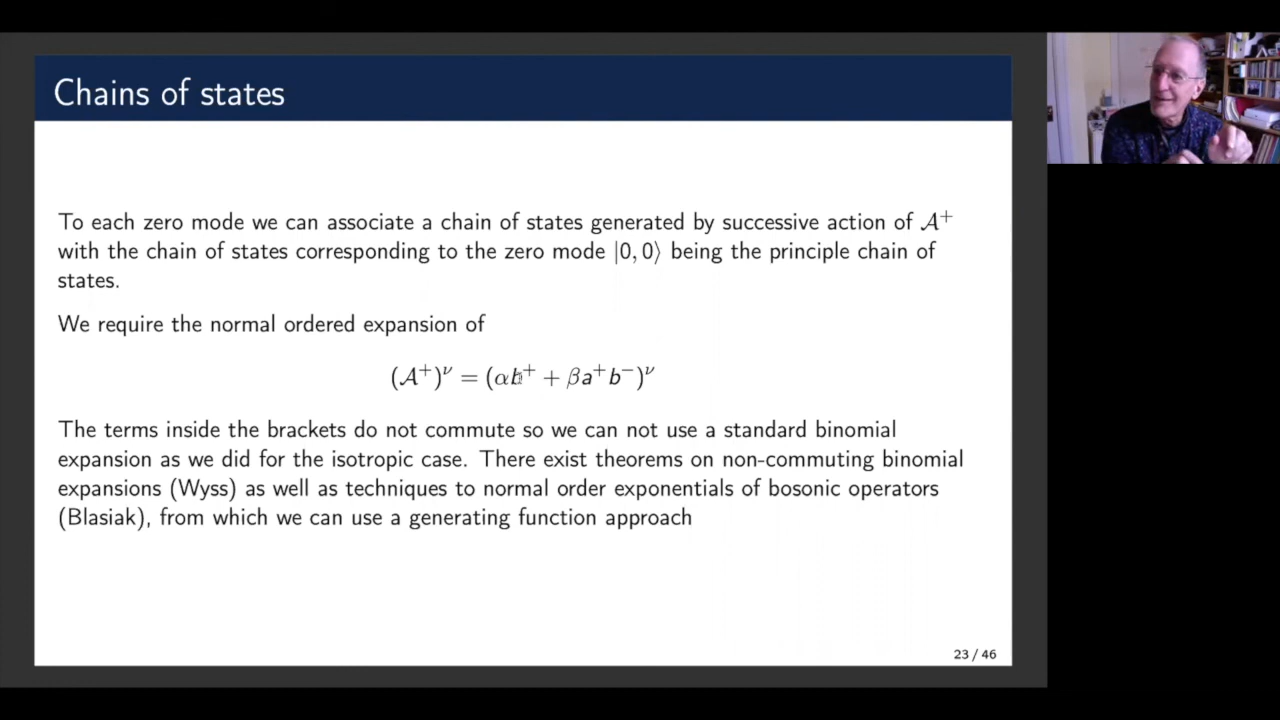 Chains of states
To each zero mode we can associate a chain of states generated by successive action of 𝒜⁺
with the chain of states corresponding to the zero mode |0, 0⟩ being the principle chain of
states.
We require the normal ordered expansion of
(𝒜⁺)^ν = (αb⁺ + βa⁺b⁻)^ν
The terms inside the brackets do not commute so we can not use a standard binomial
expansion as we did for the isotropic case. There exist theorems on non-commuting binomial
expansions (Wyss) as well as techniques to normal order exponentials of bosonic operators
(Blasiak), from which we can use a generating function approach
23 / 46